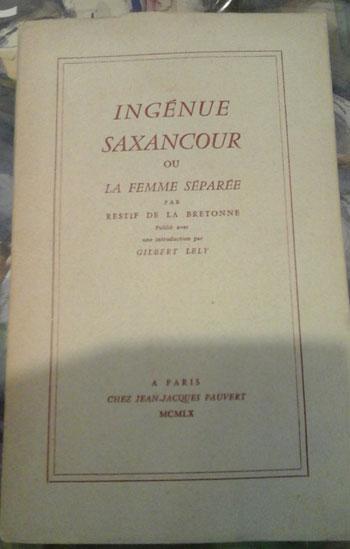 INGÉNUE
SAXANCOUR
OU
LA FEMME SÉPARÉE
PAR
RESTIF DE LA BRETONNE
Publié avec
une introduction par
GILBERT LELY
A PARIS
CHEZ JEAN-JACQUES PAUVERT
MCMLX